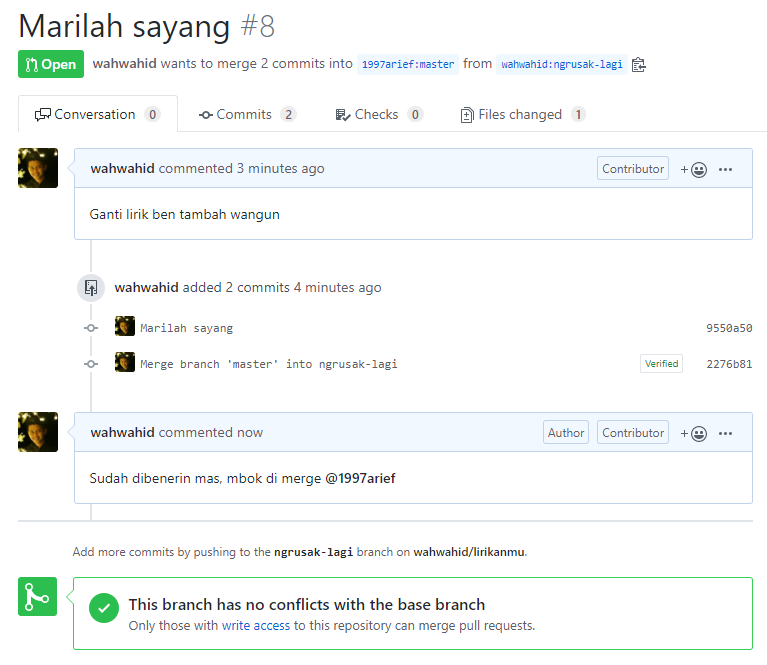 Marilah sayang #8
Open wahwahid wants to merge 2 commits into 1997arief:master from wahwahid:ngrusak-lagi
Conversation 0 Commits 2 Checks 0 Files changed 1
wahwahid commented 3 minutes ago Contributor
Ganti lirik ben tambah wangun
wahwahid added 2 commits 4 minutes ago
Marilah sayang 9550a50
Merge branch 'master' into ngrusak-lagi Verified 2276b81
wahwahid commented now Author Contributor
Sudah dibenerin mas, mbok di merge @1997arief
Add more commits by pushing to the ngrusak-lagi branch on wahwahid/lirikanmu.
This branch has no conflicts with the base branch
Only those with write access to this repository can merge pull requests.